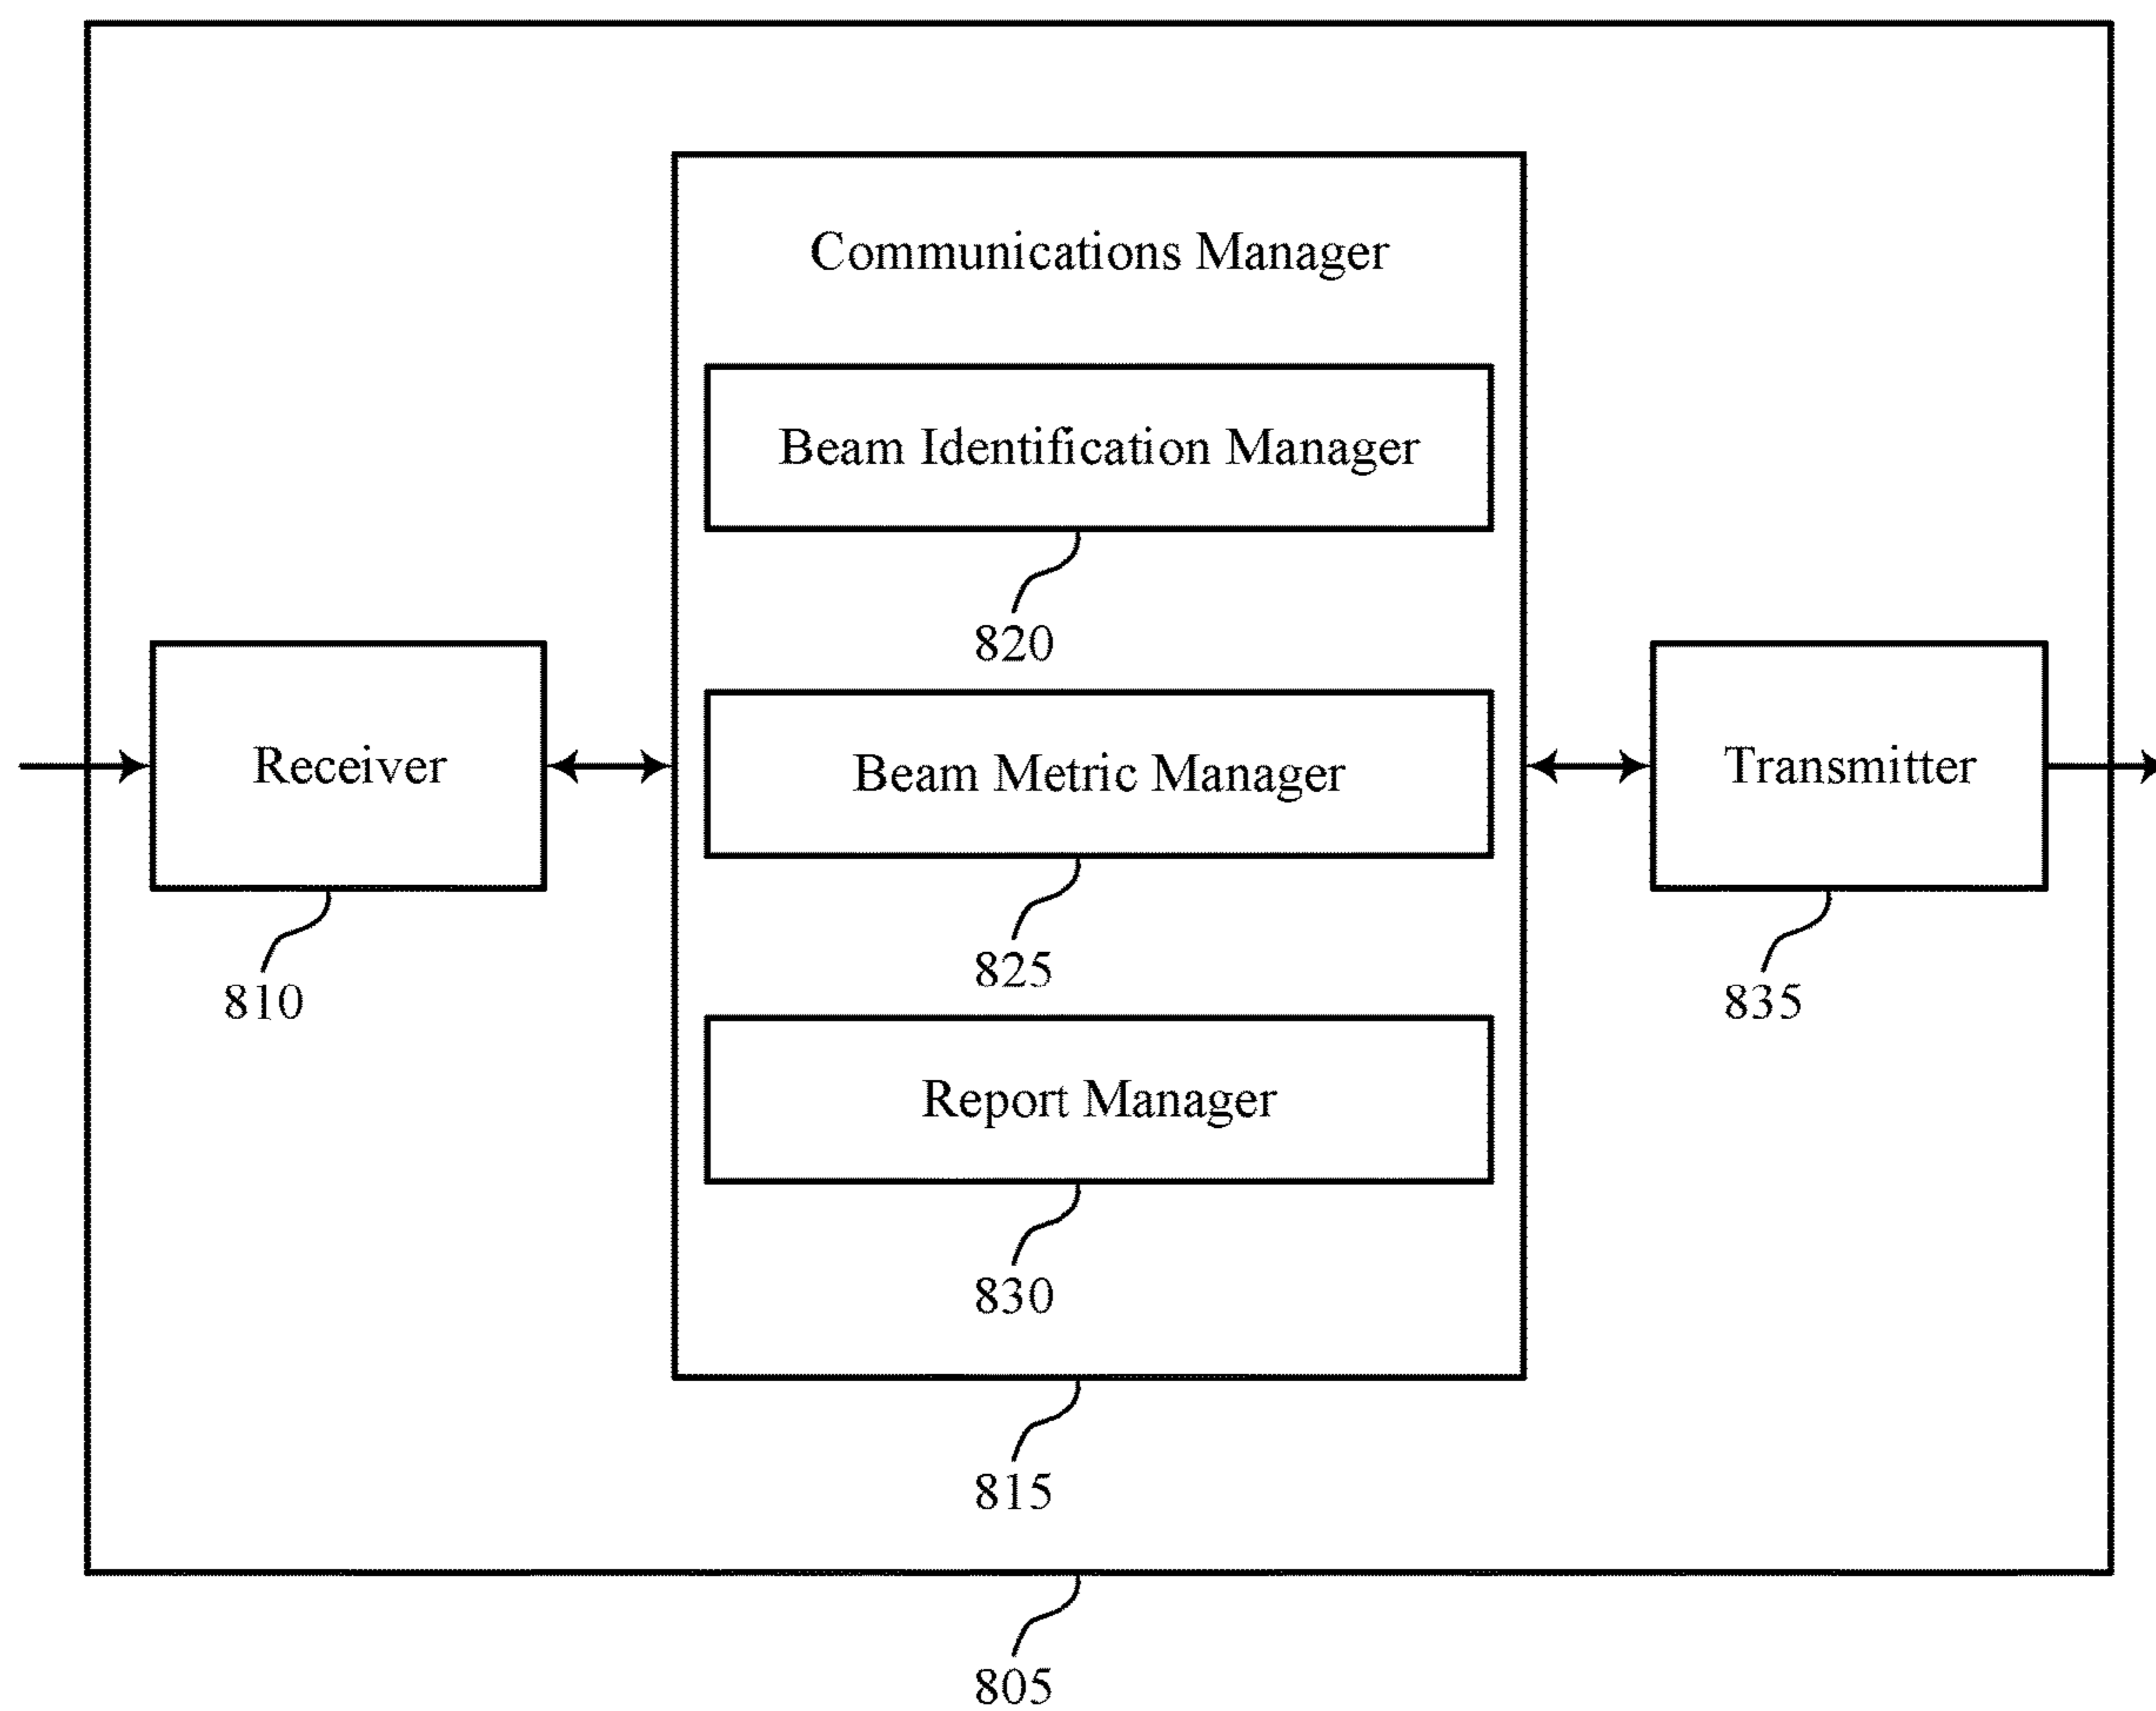 Communications Manager
Beam Identification Manager
820
Receiver
810
Beam Metric Manager
825
Transmitter
835
Report Manager
830
815
805